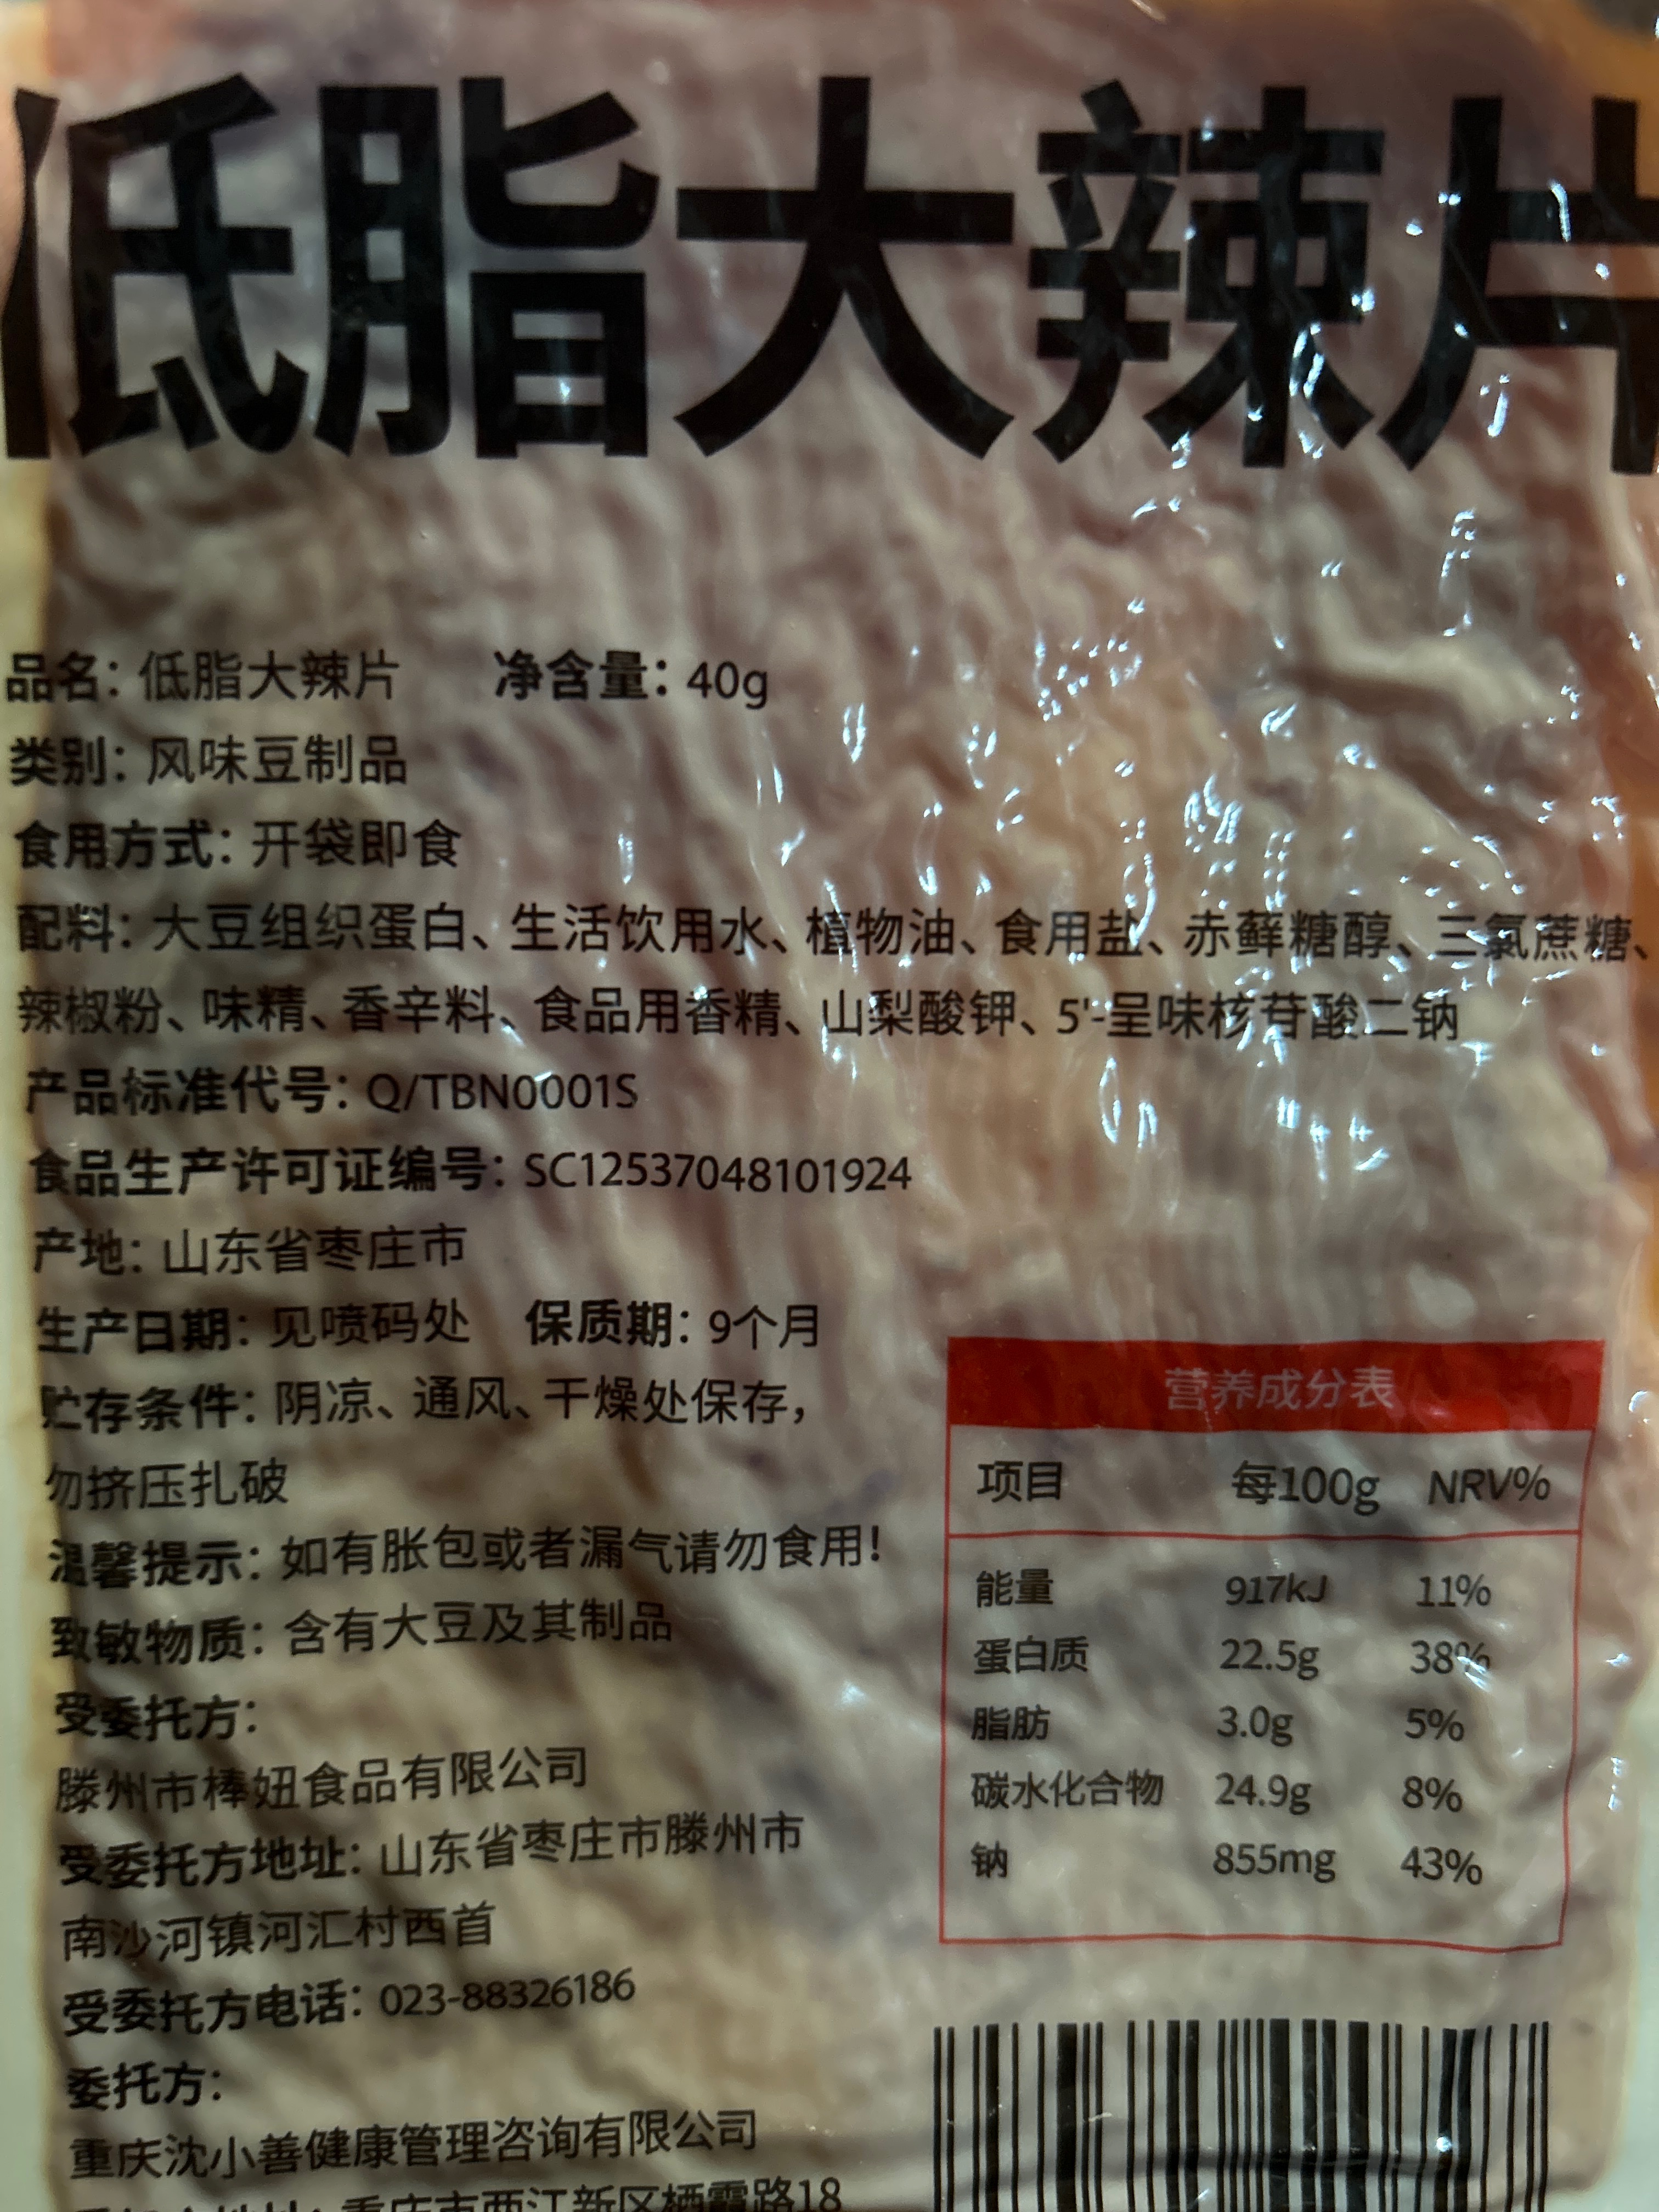 低脂大辣片
品名：低脂大辣片 净含量：40g
类别：风味豆制品
食用方式：开袋即食
配料：大豆组织蛋白、生活饮用水、植物油、食用盐、赤藓糖醇、三氯蔗糖、
辣椒粉、味精、香辛料、食品用香精、山梨酸钾、5'-呈味核苷酸二钠
产品标准代号：Q/TBN0001S
食品生产许可证编号：SC12537048101924
产地：山东省枣庄市
生产日期：见喷码处 保质期：9个月
贮存条件：阴凉、通风、干燥处保存，
勿挤压扎破
温馨提示：如有胀包或者漏气请勿食用！
致敏物质：含有大豆及其制品
受委托方：
滕州市棒妞食品有限公司
受委托方地址：山东省枣庄市滕州市
南沙河镇河汇村西首
受委托方电话：023-88326186
委托方：
重庆沈小善健康管理咨询有限公司
重庆市两江新区栖霞路18
营养成分表
项目 每100g NRV%
能量 917kJ 11%
蛋白质 22.5g 38%
脂肪 3.0g 5%
碳水化合物 24.9g 8%
钠 855mg 43%